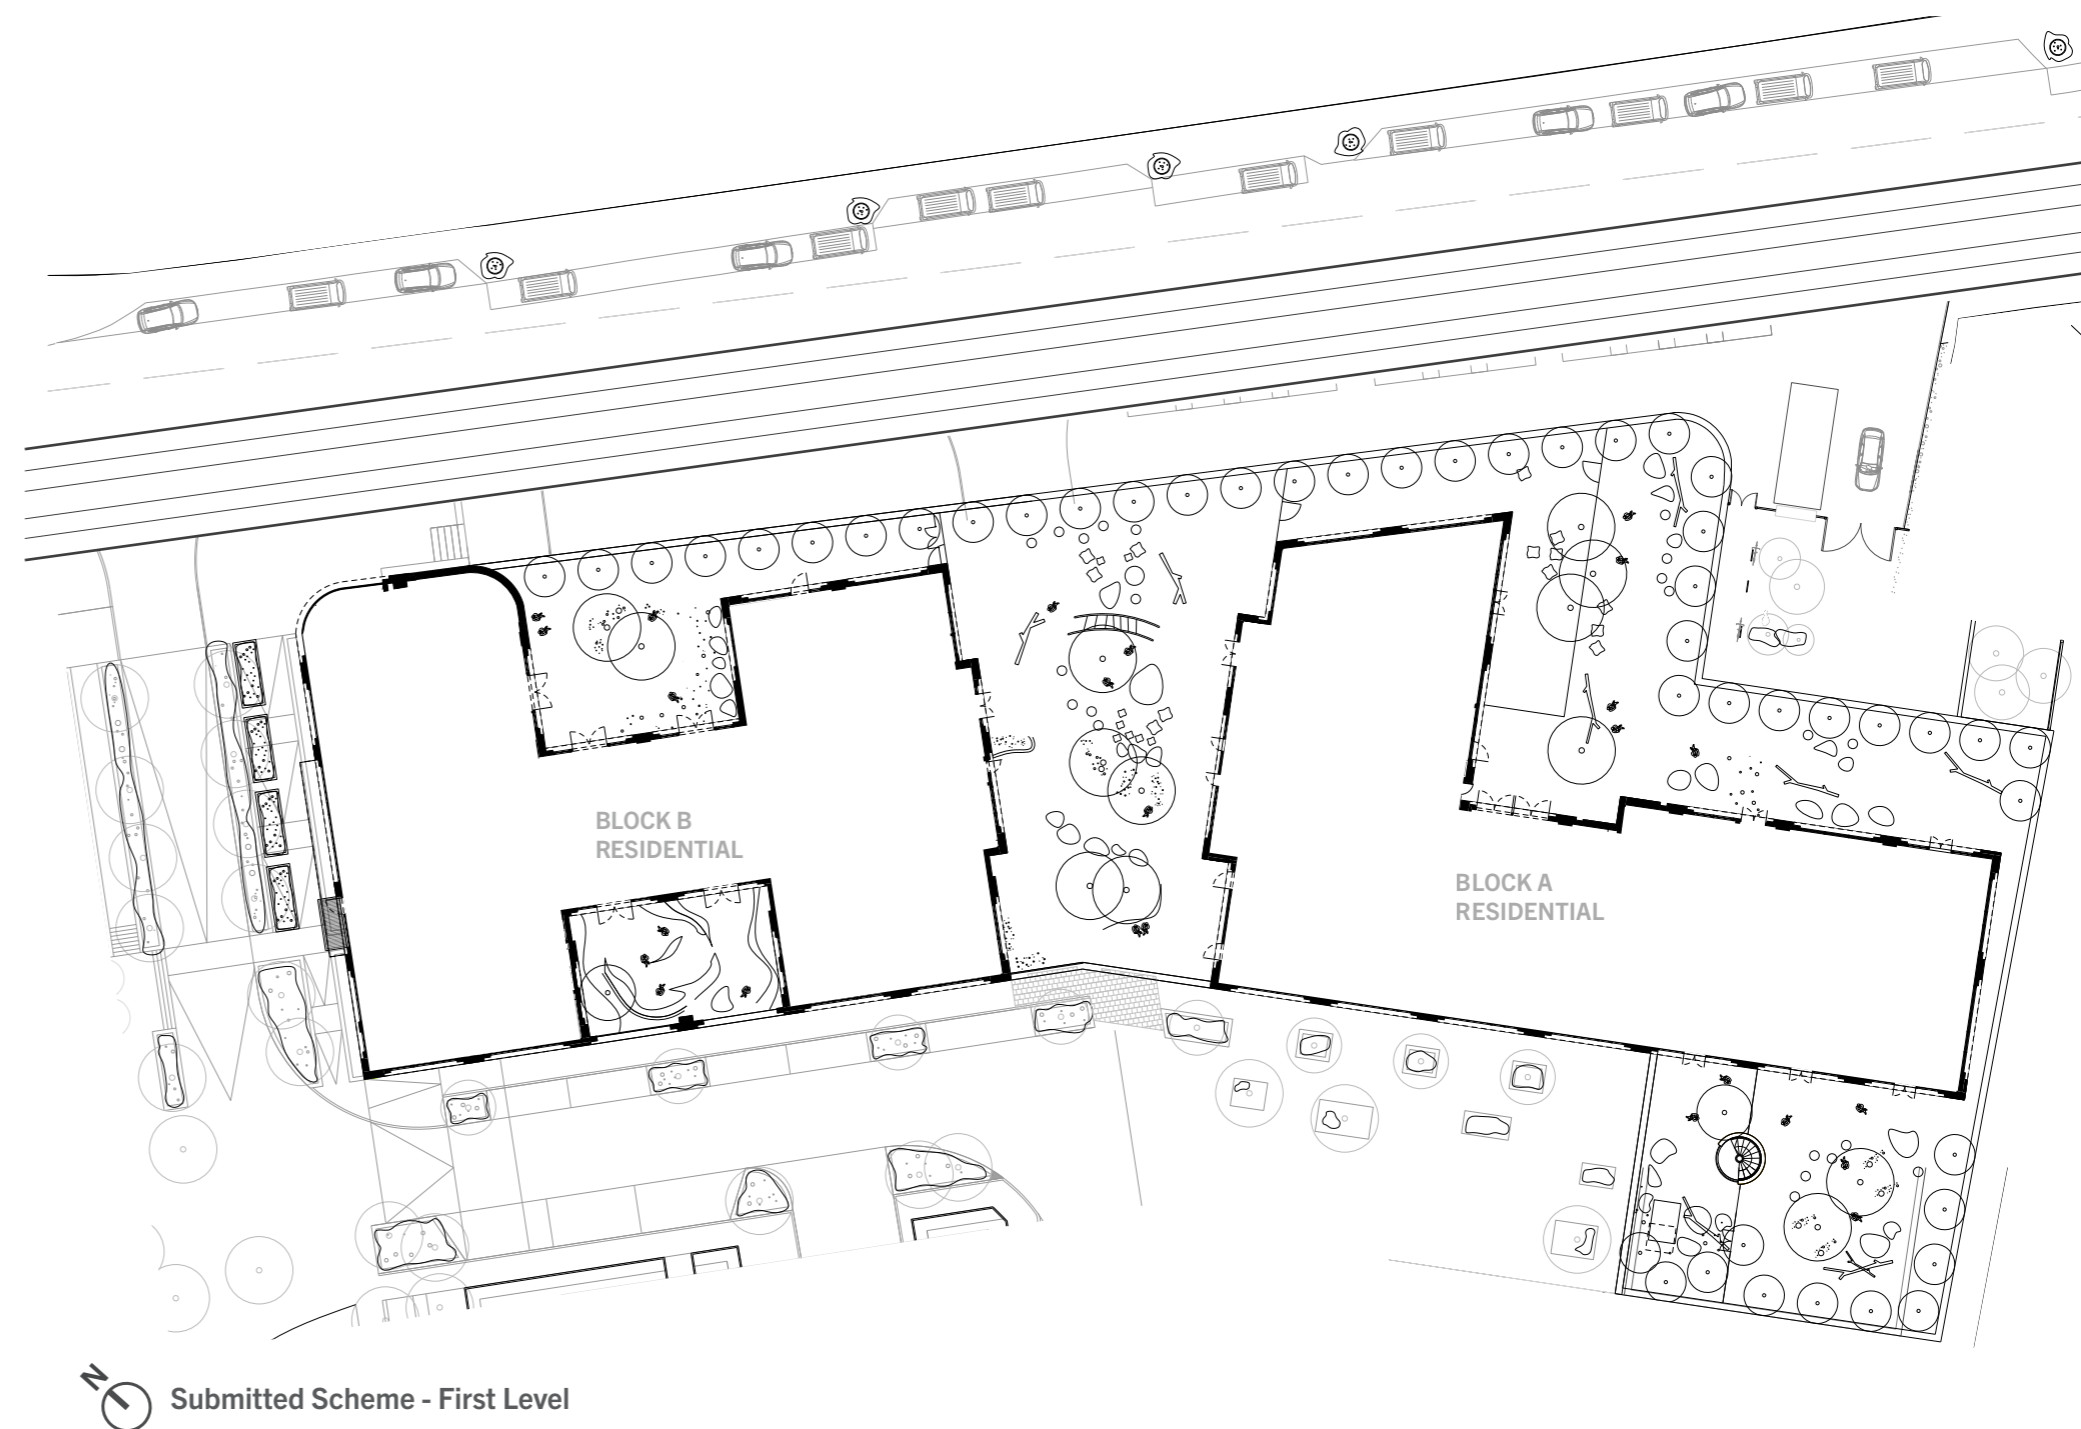 BLOCK B
RESIDENTIAL
BLOCK A
RESIDENTIAL
N
Submitted Scheme - First Level